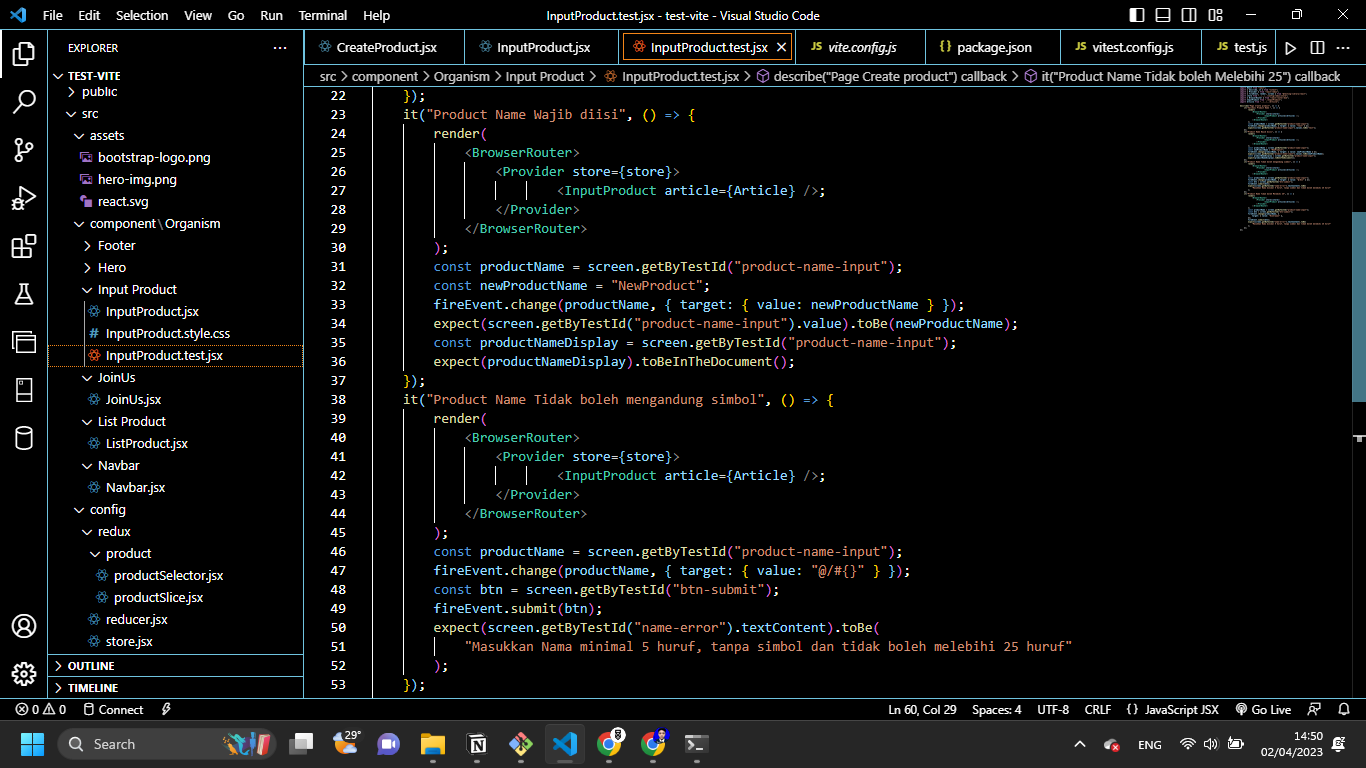 File Edit Selection View Go Run Terminal Help InputProduct.test.jsx - test-vite - Visual Studio Code
EXPLORER
TEST-VITE
public
src
assets
bootstrap-logo.png
hero-img.png
react.svg
component\Organism
Footer
Hero
Input Product
InputProduct.jsx
# InputProduct.style.css
InputProduct.test.jsx
JoinUs
JoinUs.jsx
List Product
ListProduct.jsx
Navbar
Navbar.jsx
config
redux
product
productSelector.jsx
productSlice.jsx
reducer.jsx
store.jsx
OUTLINE
TIMELINE
CreateProduct.jsx InputProduct.jsx InputProduct.test.jsx JS vite.config.js {} package.json JS vitest.config.js JS test.js
src > component > Organism > Input Product > InputProduct.test.jsx > describe("Page Create product") callback > it("Product Name Tidak boleh Melebihi 25") callback
22 });
23 it("Product Name Wajib diisi", () => {
24 render(
25 <BrowserRouter>
26 <Provider store={store}>
27 <InputProduct article={Article} />;
28 </Provider>
29 </BrowserRouter>
30 );
31 const productName = screen.getByTestId("product-name-input");
32 const newProductName = "NewProduct";
33 fireEvent.change(productName, { target: { value: newProductName } });
34 expect(screen.getByTestId("product-name-input").value).toBe(newProductName);
35 const productNameDisplay = screen.getByTestId("product-name-input");
36 expect(productNameDisplay).toBeInTheDocument();
37 });
38 it("Product Name Tidak boleh mengandung simbol", () => {
39 render(
40 <BrowserRouter>
41 <Provider store={store}>
42 <InputProduct article={Article} />;
43 </Provider>
44 </BrowserRouter>
45 );
46 const productName = screen.getByTestId("product-name-input");
47 fireEvent.change(productName, { target: { value: "@/#{}" } });
48 const btn = screen.getByTestId("btn-submit");
49 fireEvent.submit(btn);
50 expect(screen.getByTestId("name-error").textContent).toBe(
51 "Masukkan Nama minimal 5 huruf, tanpa simbol dan tidak boleh melebihi 25 huruf"
52 );
53 });
0 0 Connect Ln 60, Col 29 Spaces: 4 UTF-8 CRLF {} JavaScript JSX Go Live
Search 29° ENG 14:50
02/04/2023